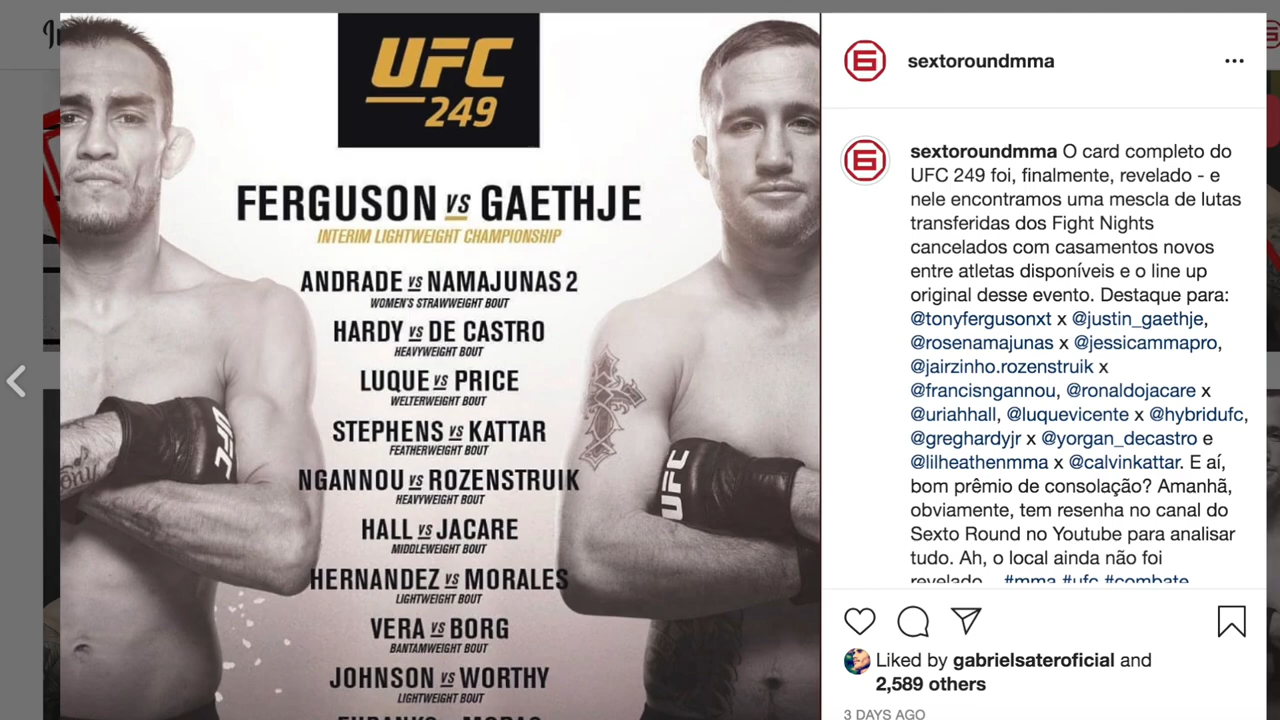 UFC
249
FERGUSON VS GAETHJE
INTERIM LIGHTWEIGHT CHAMPIONSHIP
ANDRADE VS NAMAJUNAS 2
WOMEN'S STRAWWEIGHT BOUT
HARDY VS DE CASTRO
HEAVYWEIGHT BOUT
LUQUE VS PRICE
WELTERWEIGHT BOUT
STEPHENS VS KATTAR
FEATHERWEIGHT BOUT
NGANNOU VS ROZENSTRUIK
HEAVYWEIGHT BOUT
HALL VS JACARE
MIDDLEWEIGHT BOUT
HERNANDEZ VS MORALES
LIGHTWEIGHT BOUT
VERA VS BORG
BANTAMWEIGHT BOUT
JOHNSON VS WORTHY
LIGHTWEIGHT BOUT
UFC
UFC
sextoroundmma
sextoroundmma O card completo do
UFC 249 foi, finalmente, revelado - e
nele encontramos uma mescla de lutas
transferidas dos Fight Nights
cancelados com casamentos novos
entre atletas disponíveis e o line up
original desse evento. Destaque para:
@tonyfergusonxt x @justin_gaethje,
@rosenamajunas x @jessicammapro,
@jairzinho.rozenstruik x
@francisngannou, @ronaldojacare x
@uriahhall, @luquevicente x @hybridufc,
@greghardyjr x @yorgan_decastro e
@lilheathenmma x @calvinkattar. E aí,
bom prêmio de consolação? Amanhã,
obviamente, tem resenha no canal do
Sexto Round no Youtube para analisar
tudo. Ah, o local ainda não foi
revelado... #mma #ufc #combate
Liked by gabrielsateroficial and
2,589 others
3 DAYS AGO